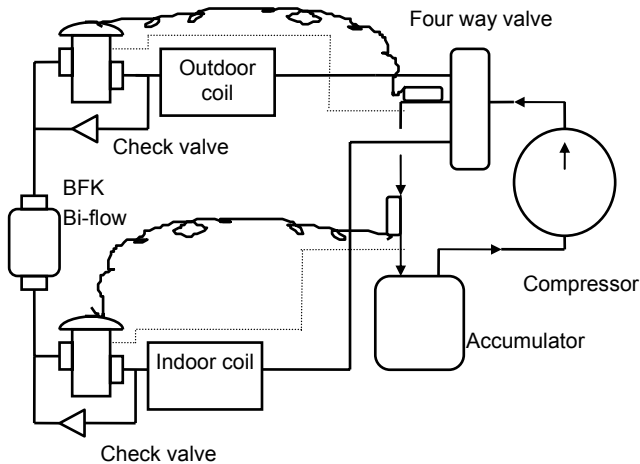 Four way valve
Outdoor
coil
Check valve
BFK
Bi-flow
Compressor
Accumulator
Indoor coil
Check valve